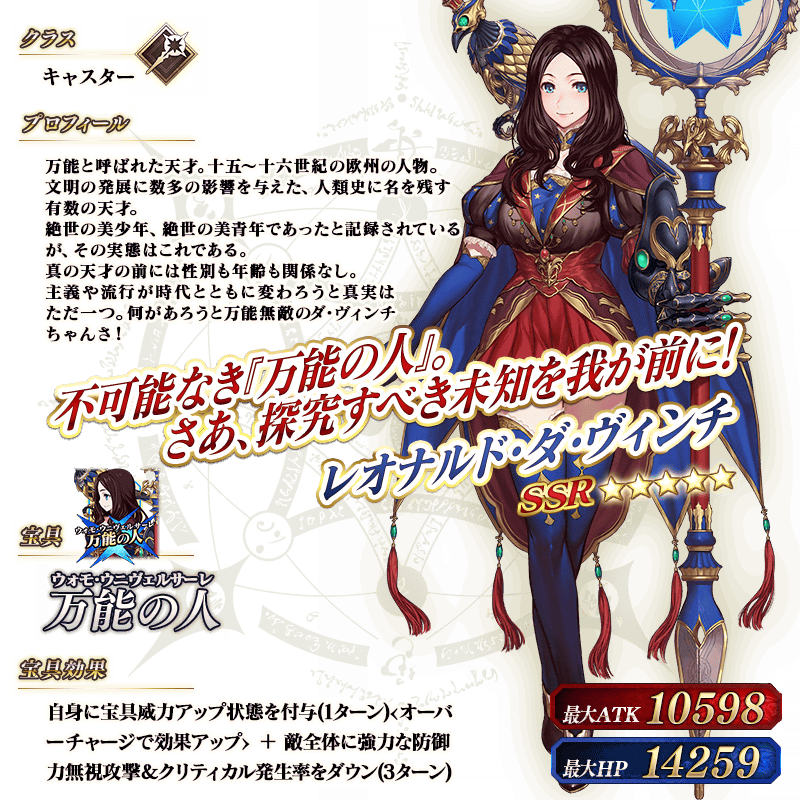 クラス
キャスター
プロフィール
万能と呼ばれた天才。十五～十六世紀の欧州の人物。
文明の発展に数多の影響を与えた、人類史に名を残す
有数の天才。
絶世の美少年、絶世の美青年であったと記録されている
が、その実態はこれである。
真の天才の前には性別も年齢も関係なし。
主義や流行が時代とともに変わろうと真実は
ただ一つ。何があろうと万能無敵のダ・ヴィンチ
ちゃんさ！
不可能なき『万能の人』。
さあ、探究すべき未知を我が前に！
レオナルド・ダ・ヴィンチ
SSR ★★★★★
宝具
ウォモ・ウニヴェルサーレ
万能の人
ウォモ・ウニヴェルサーレ
万能の人
宝具効果
自身に宝具威力アップ状態を付与(1ターン)<オーバ
ーチャージで効果アップ> ＋ 敵全体に強力な防御
力無視攻撃&クリティカル発生率をダウン(3ターン)
最大ATK 10598
最大HP 14259